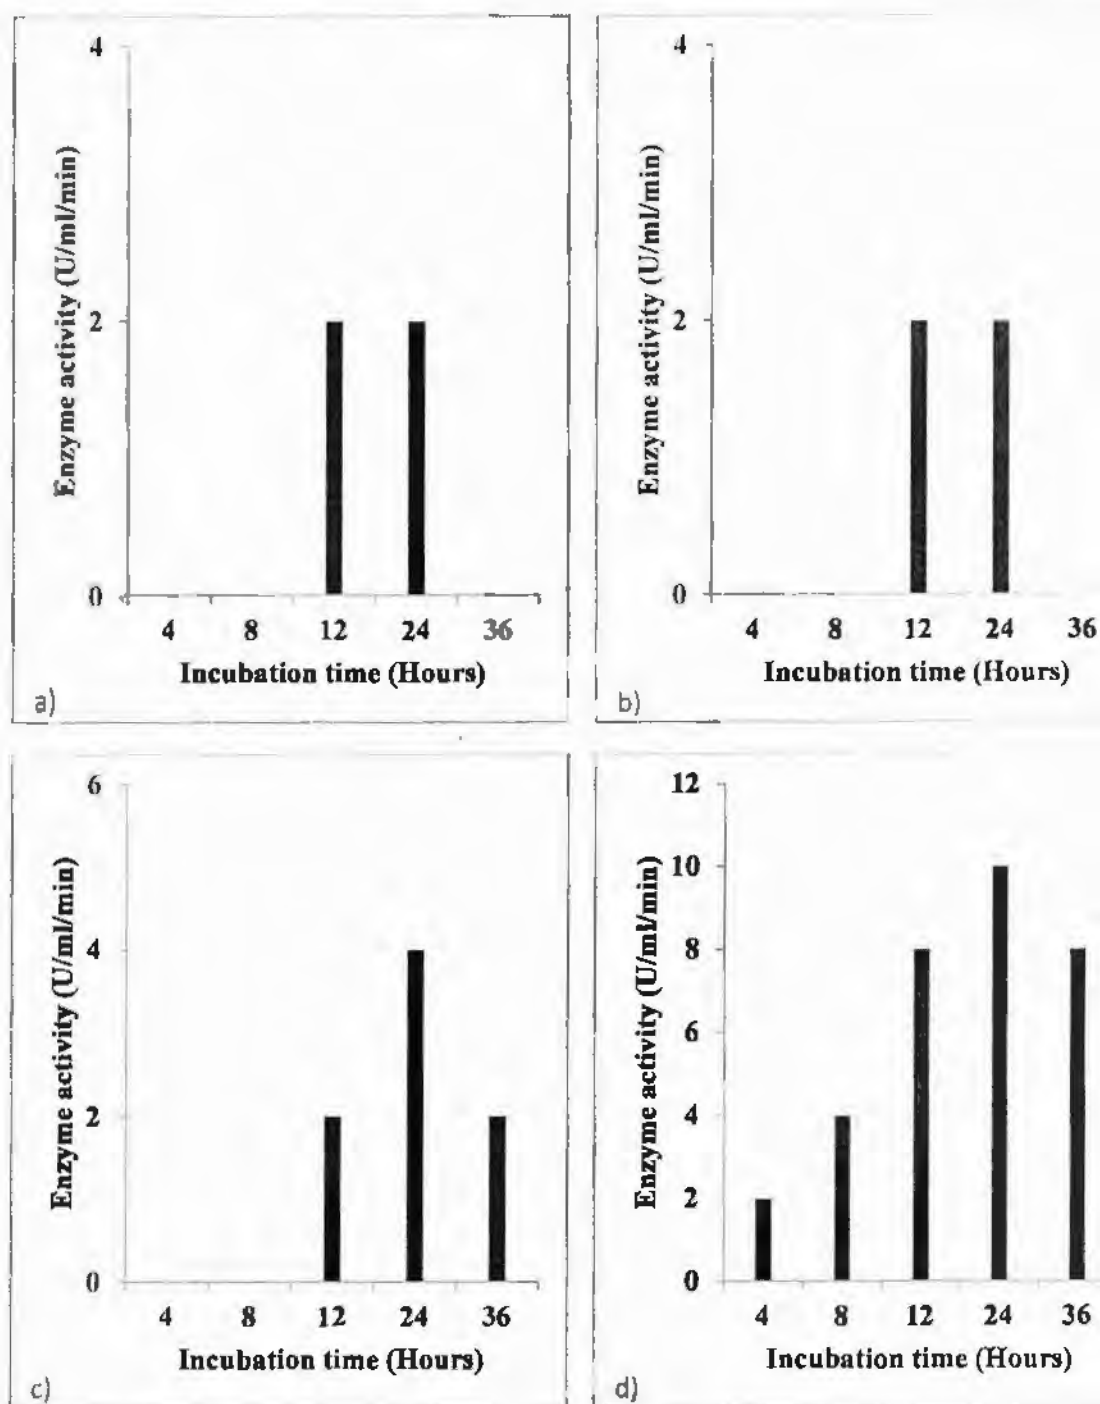 4
2
0
Enzyme activity (U/ml/min)
4 8 12 24 36
Incubation time (Hours)
a)
4
2
0
Enzyme activity (U/ml/min)
4 8 12 24 36
Incubation time (Hours)
b)
6
4
2
0
Enzyme activity (U/ml/min)
4 8 12 24 36
Incubation time (Hours)
c)
12
10
8
6
4
2
0
Enzyme activity (U/ml/min)
4 8 12 24 36
Incubation time (Hours)
d)